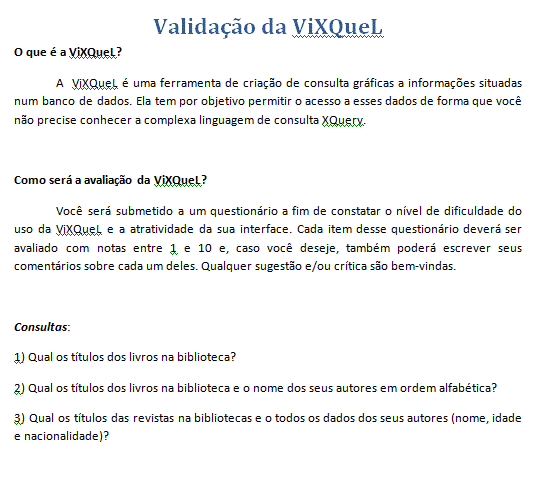 Validação da ViXQueL
O que é a ViXQueL?
A ViXQueL é uma ferramenta de criação de consulta gráficas a informações situadas
num banco de dados. Ela tem por objetivo permitir o acesso a esses dados de forma que você
não precise conhecer a complexa linguagem de consulta XQuery.
Como será a avaliação da ViXQueL?
Você será submetido a um questionário a fim de constatar o nível de dificuldade do
uso da ViXQueL e a atratividade da sua interface. Cada item desse questionário deverá ser
avaliado com notas entre 1 e 10 e, caso você deseje, também poderá escrever seus
comentários sobre cada um deles. Qualquer sugestão e/ou crítica são bem-vindas.
Consultas:
1) Qual os títulos dos livros na biblioteca?
2) Qual os títulos dos livros na biblioteca e o nome dos seus autores em ordem alfabética?
3) Qual os títulos das revistas na bibliotecas e o todos os dados dos seus autores (nome, idade
e nacionalidade)?